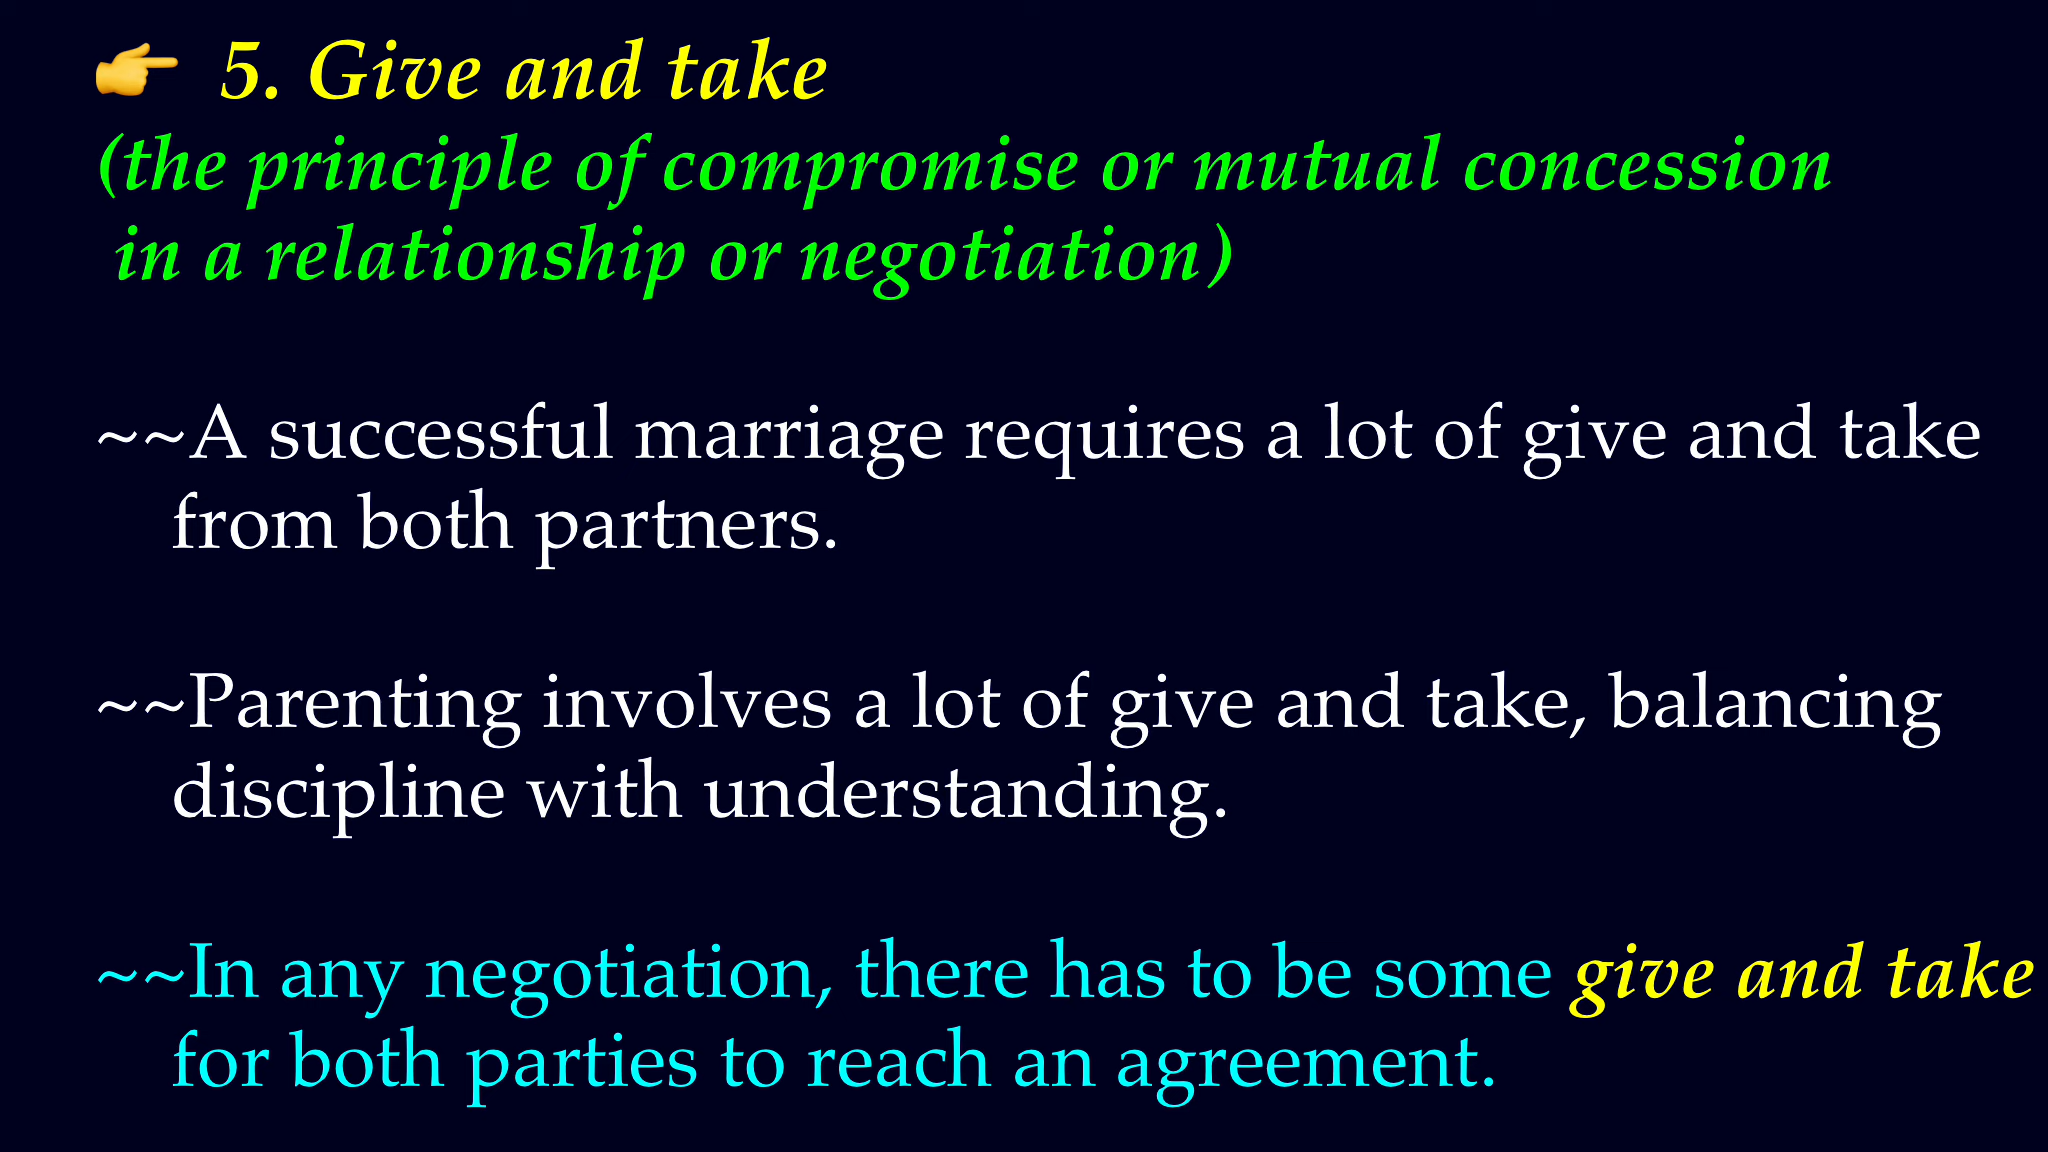 👉 5. Give and take
(the principle of compromise or mutual concession
in a relationship or negotiation)
~~A successful marriage requires a lot of give and take
from both partners.
~~Parenting involves a lot of give and take, balancing
discipline with understanding.
~~In any negotiation, there has to be some give and take
for both parties to reach an agreement.